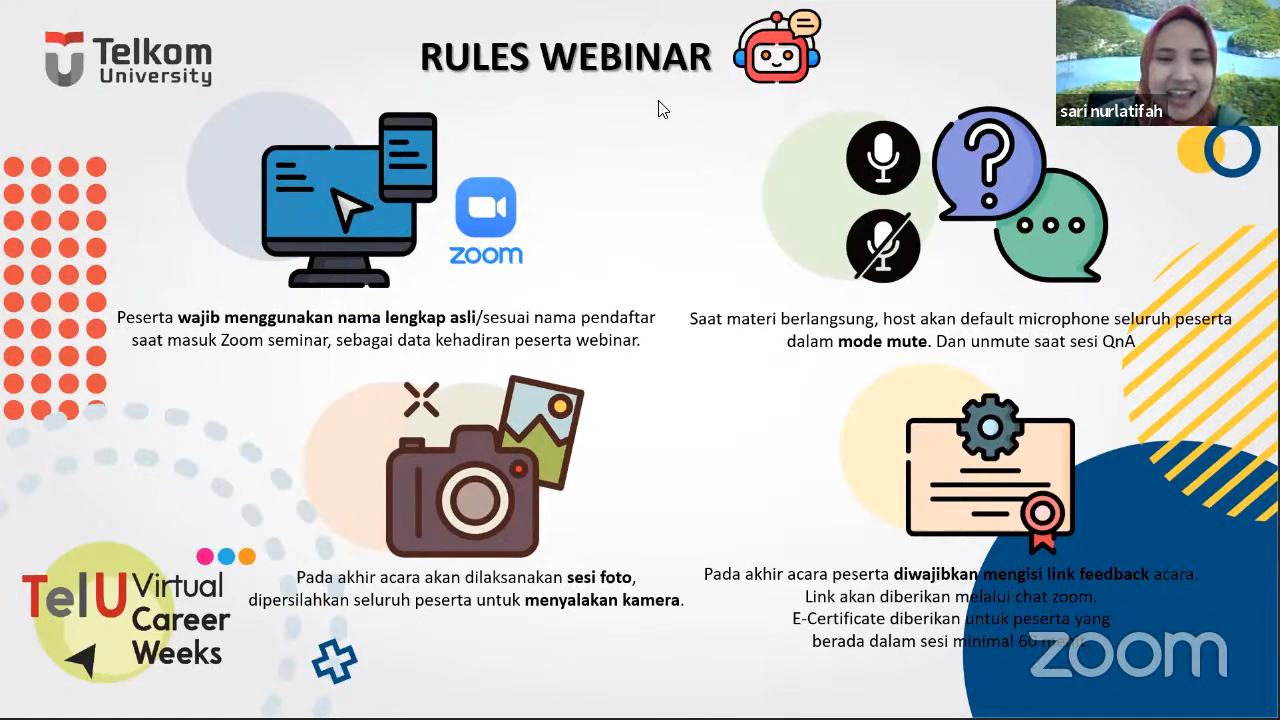 Telkom
University
RULES WEBINAR
sari nurlatifah
zoom
Peserta wajib menggunakan nama lengkap asli/sesuai nama pendaftar
saat masuk Zoom seminar, sebagai data kehadiran peserta webinar.
Saat materi berlangsung, host akan default microphone seluruh peserta
dalam mode mute. Dan unmute saat sesi QnA
Pada akhir acara akan dilaksanakan sesi foto,
dipersilahkan seluruh peserta untuk menyalakan kamera.
Pada akhir acara peserta diwajibkan mengisi link feedback acara.
Link akan diberikan melalui chat zoom.
E-Certificate diberikan untuk peserta yang
berada dalam sesi minimal 60 menit.
TelU Virtual
Career
Weeks
zoom